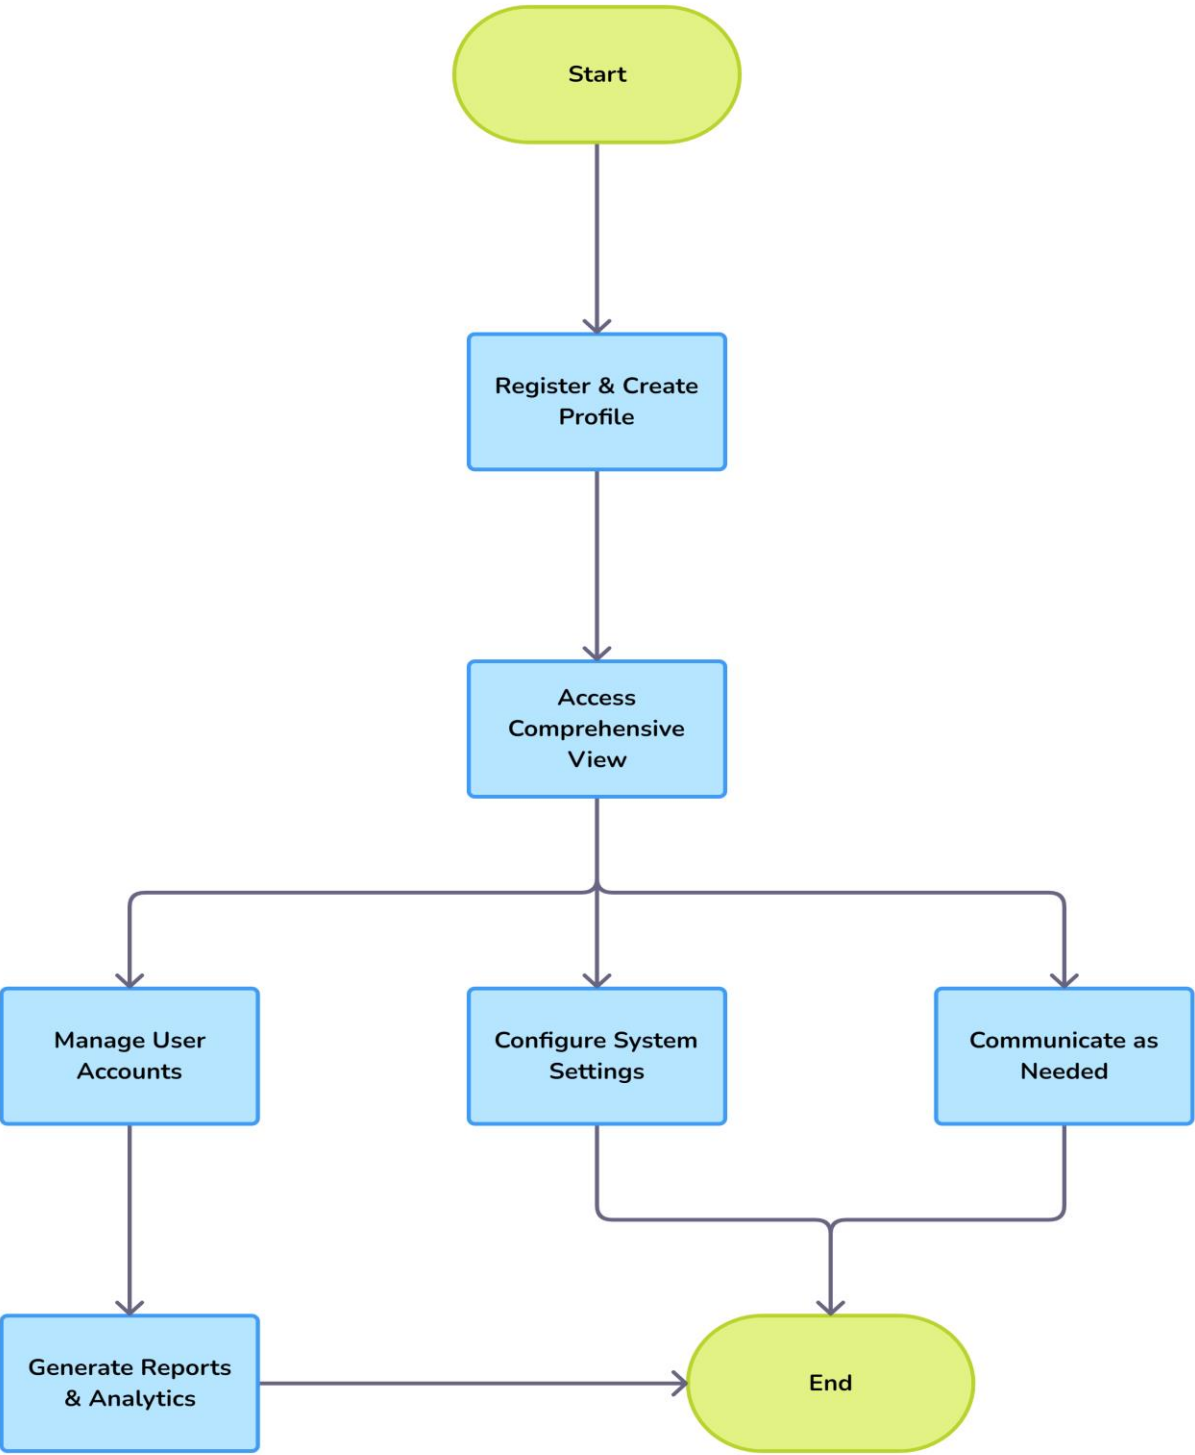 Start
Register & Create
Profile
Access
Comprehensive
View
Manage User
Accounts
Configure System
Settings
Communicate as
Needed
Generate Reports
& Analytics
End